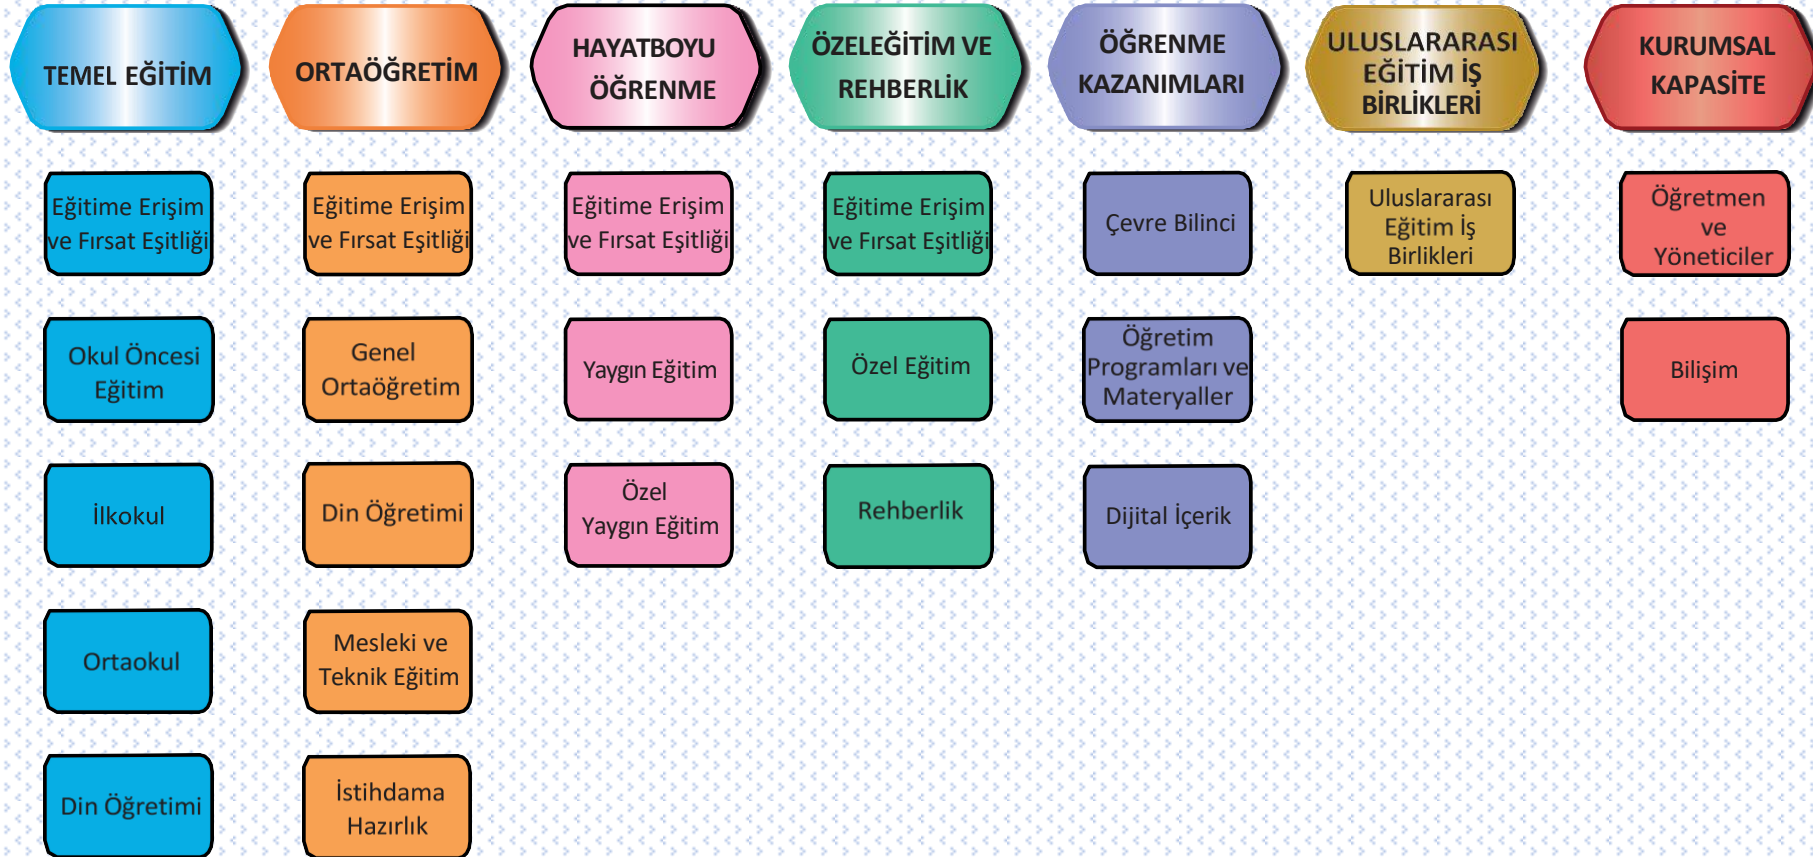 TEMEL EĞİTİM
ORTAÖĞRETİM
HAYATBOYU
ÖĞRENME
ÖZELEĞİTİM VE
REHBERLİK
ÖĞRENME
KAZANIMLARI
ULUSLARARASI
EĞİTİM İŞ
BİRLİKLERİ
KURUMSAL
KAPASİTE
Eğitime Erişim
ve Fırsat Eşitliği
Eğitime Erişim
ve Fırsat Eşitliği
Eğitime Erişim
ve Fırsat Eşitliği
Eğitime Erişim
ve Fırsat Eşitliği
Çevre Bilinci
Uluslararası
Eğitim İş
Birlikleri
Öğretmen
ve
Yöneticiler
Okul Öncesi
Eğitim
Genel
Ortaöğretim
Yaygın Eğitim
Özel Eğitim
Öğretim
Programları ve
Materyaller
Bilişim
İlkokul
Din Öğretimi
Özel
Yaygın Eğitim
Rehberlik
Dijital İçerik
Ortaokul
Mesleki ve
Teknik Eğitim
Din Öğretimi
İstihdama
Hazırlık